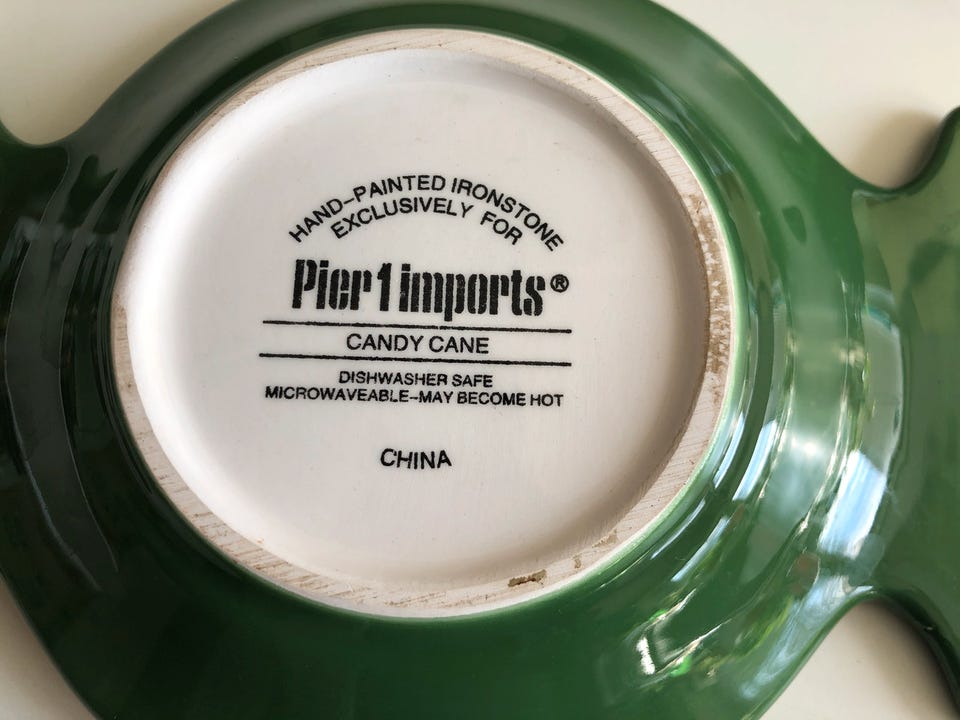 HAND-PAINTED IRONSTONE
EXCLUSIVELY FOR
Pier 1 imports®
CANDY CANE
DISHWASHER SAFE
MICROWAVEABLE-MAY BECOME HOT
CHINA